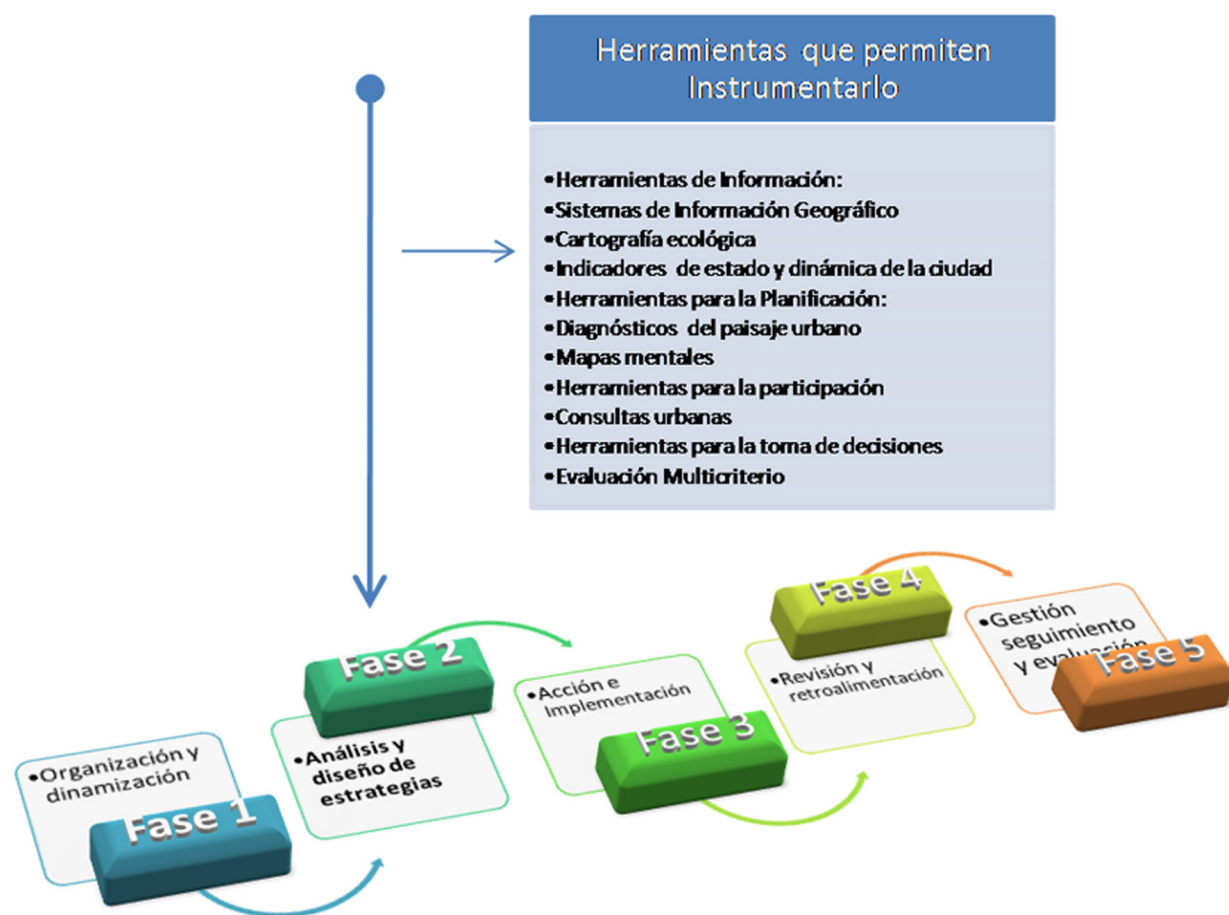 Herramientas que permiten
Instrumentarlo
•Herramientas de Información:
•Sistemas de Información Geográfico
•Cartografía ecológica
•Indicadores de estado y dinámica de la ciudad
•Herramientas para la Planificación:
•Diagnósticos del paisaje urbano
•Mapas mentales
•Herramientas para la participación
•Consultas urbanas
•Herramientas para la toma de decisiones
•Evaluación Multicriterio
•Organización y
dinamización
Fase 1
Fase 2
•Análisis y
diseño de
estrategias
•Acción e
Implementación
Fase 3
Fase 4
•Revisión y
retroalimentación
•Gestión
seguimiento
y evaluación
Fase 5